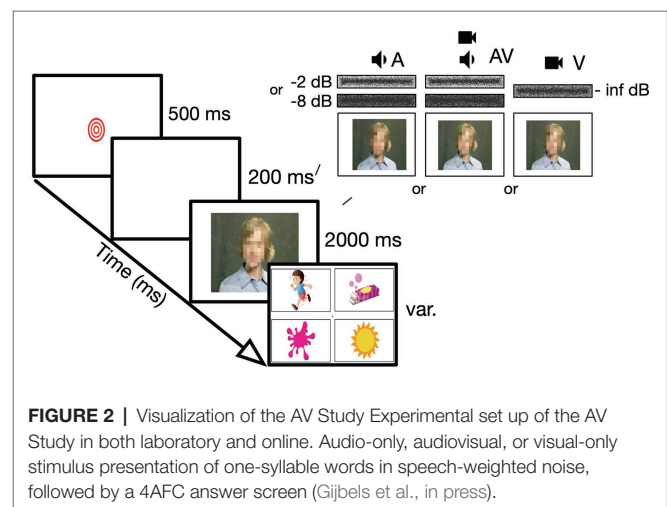 A
AV
V
or
-2 dB
-8 dB
- inf dB
500 ms
200 ms
2000 ms
or
or
Time (ms)
var.
FIGURE 2 | Visualization of the AV Study Experimental set up of the AV
Study in both laboratory and online. Audio-only, audiovisual, or visual-only
stimulus presentation of one-syllable words in speech-weighted noise,
followed by a 4AFC answer screen (Gijbels et al., in press).